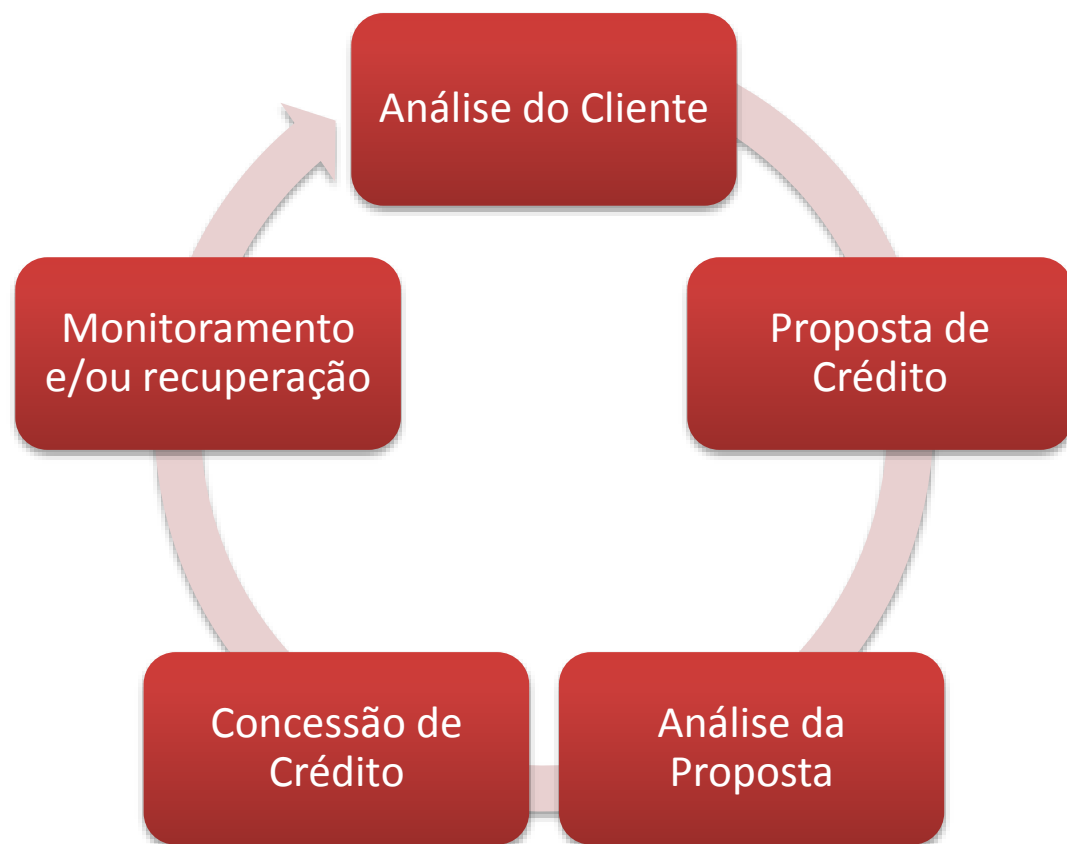 Análise do Cliente
Proposta de
Crédito
Análise da
Proposta
Concessão de
Crédito
Monitoramento
e/ou recuperação